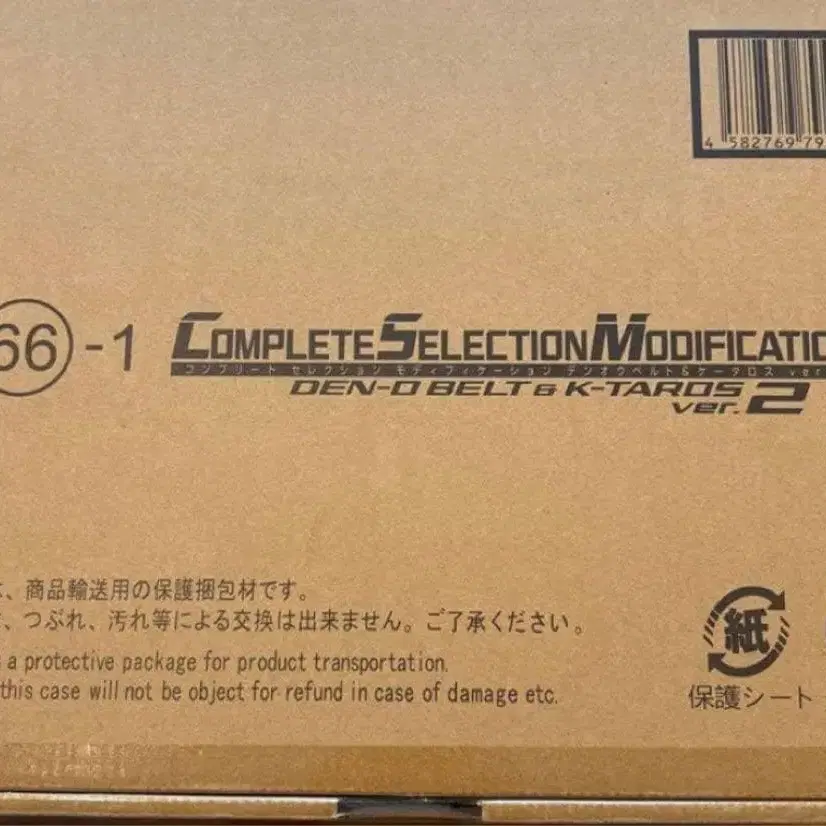 4 582769 79
66-1
COMPLETE SELECTION MODIFICATIO
コンプリート セレクション モディフィケーション デンオウベルト&ケータロス ver
DEN-O BELT & K-TAROS
ver.2
、商品輸送用の保護梱包材です。
、つぶれ、汚れ等による交換は出来ません。ご了承ください。
s a protective package for product transportation.
this case will not be object for refund in case of damage etc.
紙
保護シート